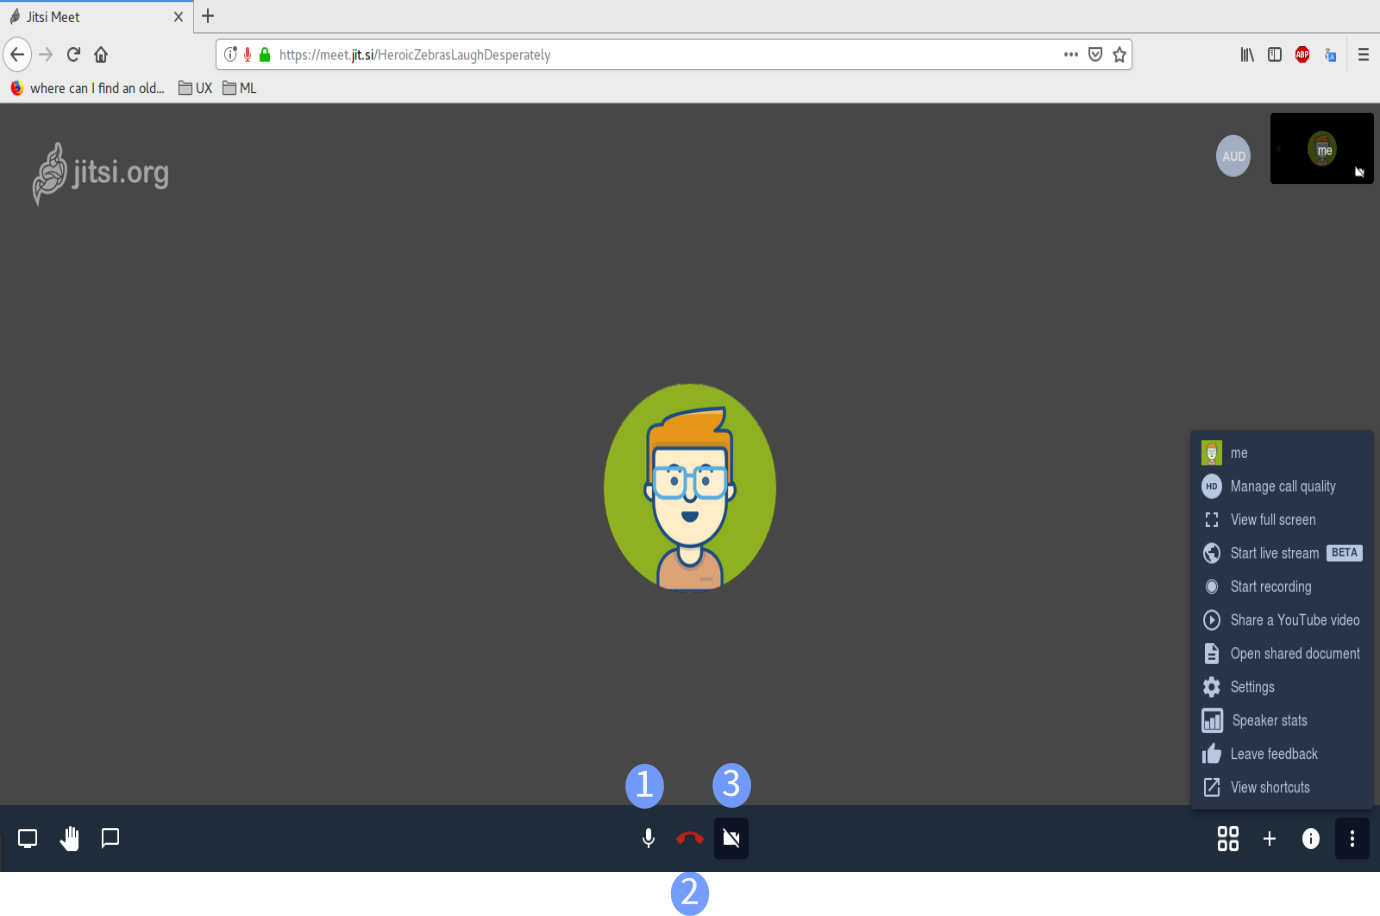 Jitsi Meet
https://meet.jit.si/HeroicZebrasLaughDesperately
ABP
where can I find an old...
UX
ML
jitsi.org
AUD
me
me
HD Manage call quality
View full screen
Start live stream BETA
Start recording
Share a YouTube video
Open shared document
Settings
Speaker stats
Leave feedback
View shortcuts
1
3
2